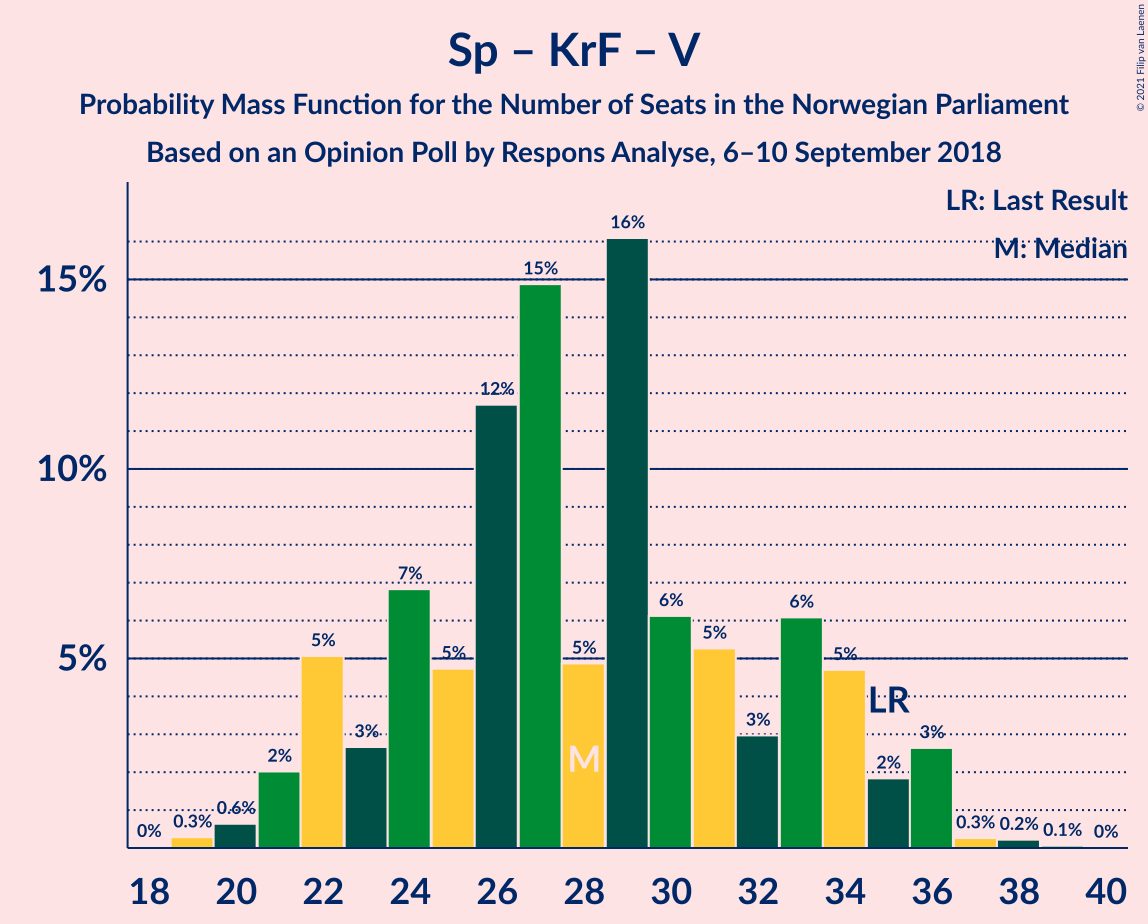 Sp – KrF – V
Probability Mass Function for the Number of Seats in the Norwegian Parliament
Based on an Opinion Poll by Respons Analyse, 6–10 September 2018
© 2021 Filip van Laenen
LR: Last Result
M: Median
15%
10%
5%
0%
0.3%
0.6%
2%
5%
3%
7%
5%
12%
15%
5%
16%
6%
5%
3%
6%
5%
2%
3%
0.3%
0.2%
0.1%
0%
M
LR
18 20 22 24 26 28 30 32 34 36 38 40